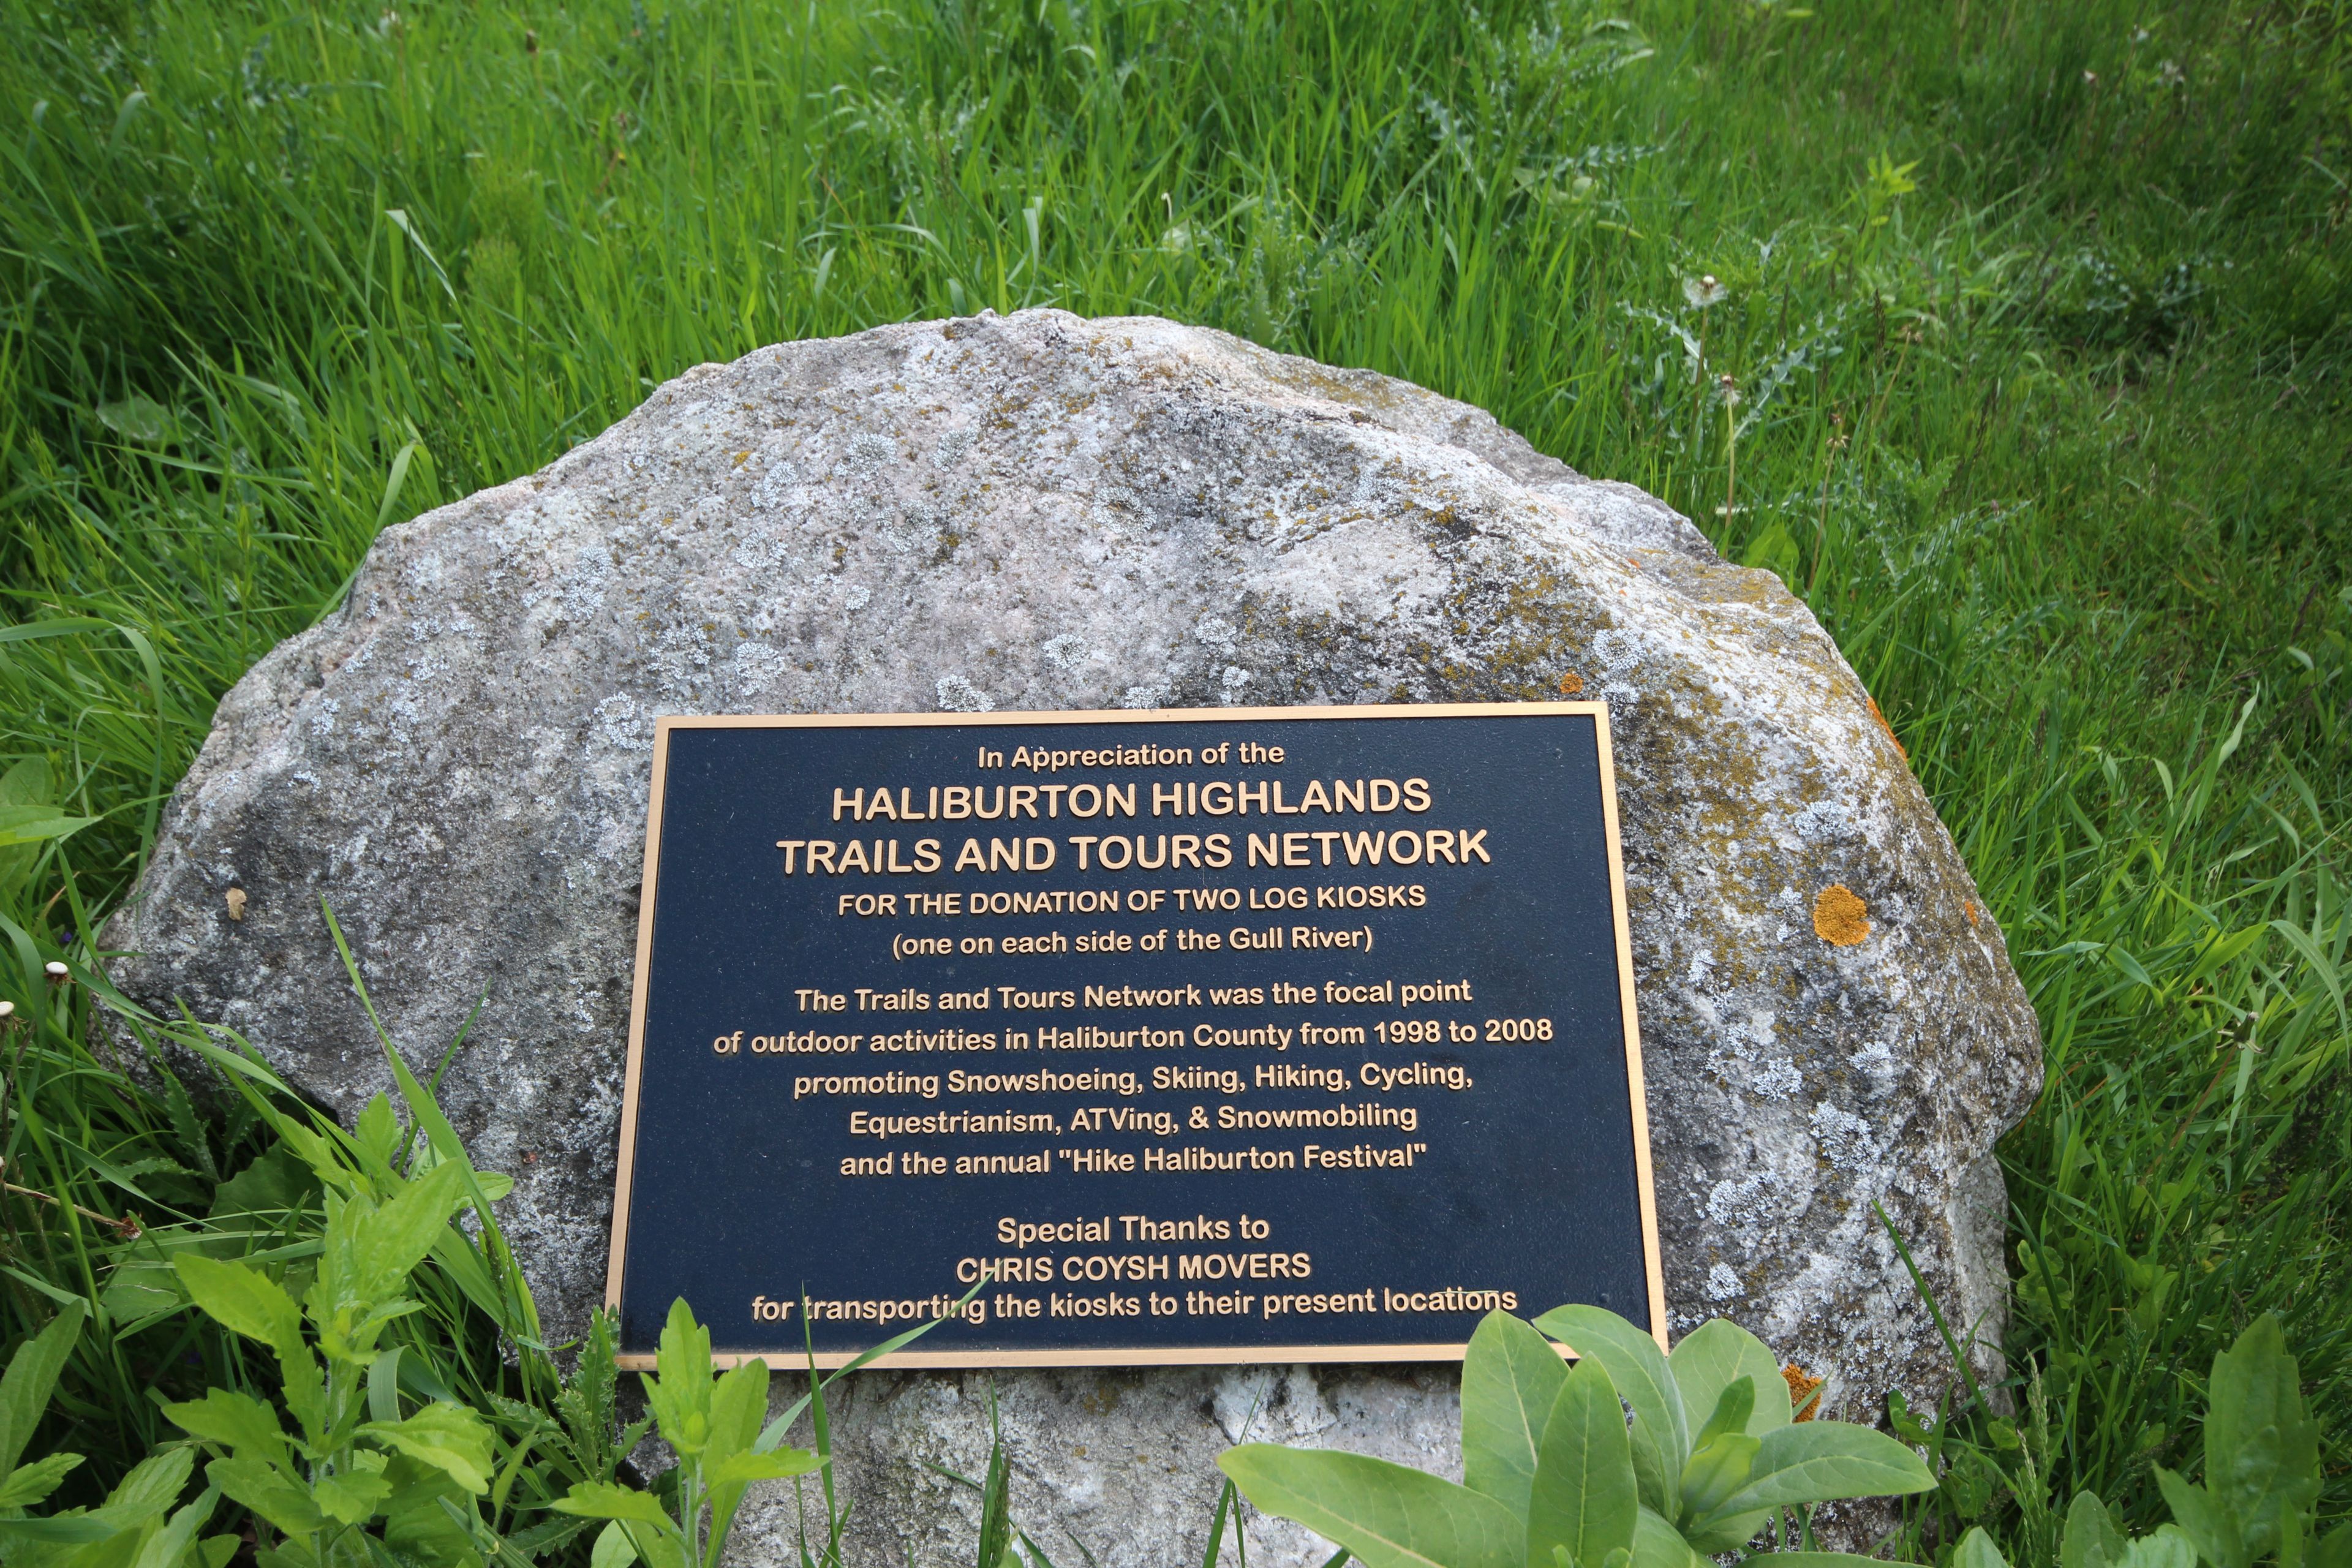 In Appreciation of the
HALIBURTON HIGHLANDS
TRAILS AND TOURS NETWORK
FOR THE DONATION OF TWO LOG KIOSKS
(one on each side of the Gull River)
The Trails and Tours Network was the focal point
of outdoor activities in Haliburton County from 1998 to 2008
promoting Snowshoeing, Skiing, Hiking, Cycling,
Equestrianism, ATVing, & Snowmobiling
and the annual "Hike Haliburton Festival"
Special Thanks to
CHRIS COYSH MOVERS
for transporting the kiosks to their present locations